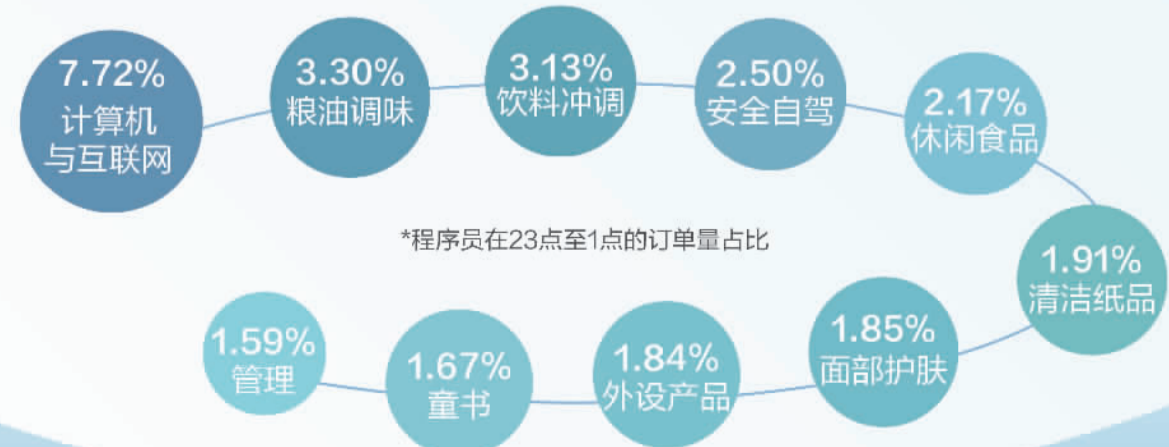 7.72%
计算机
与互联网
3.30%
粮油调味
3.13%
饮料冲调
2.50%
安全自驾
2.17%
休闲食品
*程序员在23点至1点的订单量占比
1.91%
清洁纸品
1.85%
面部护肤
1.84%
外设产品
1.67%
童书
1.59%
管理